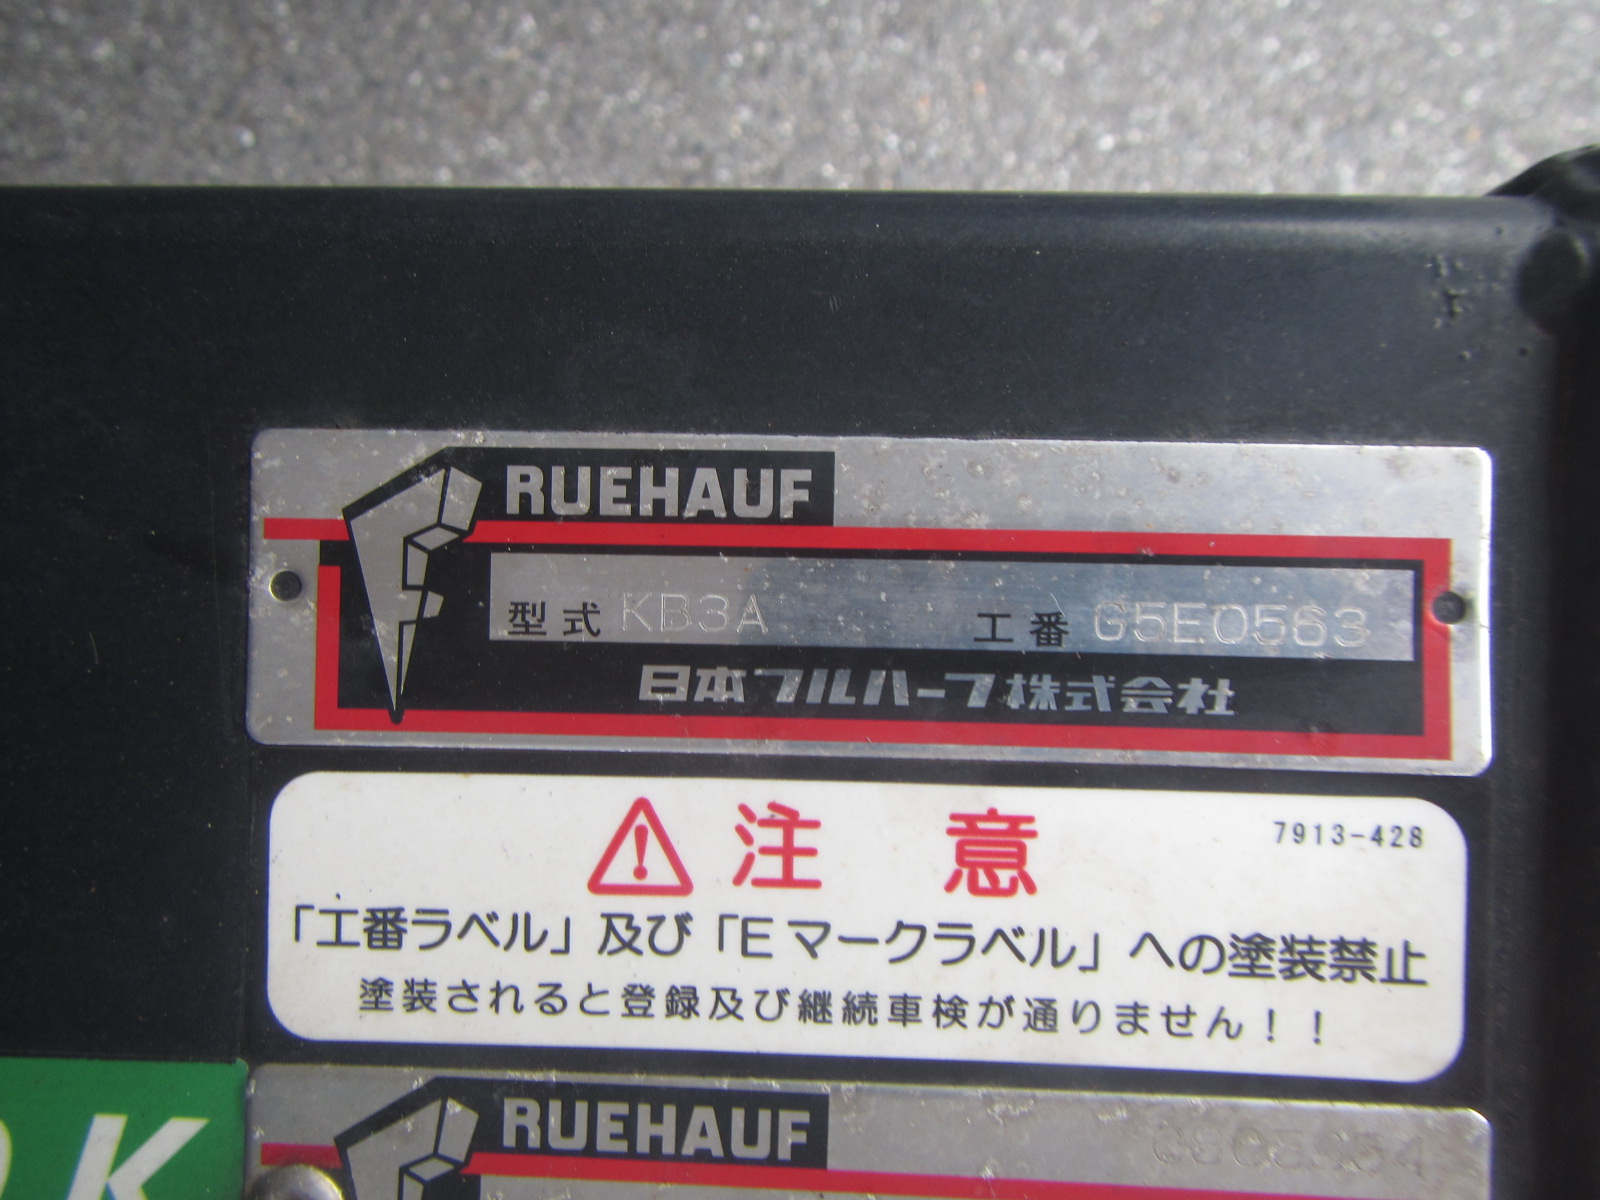 FRUEHAUF
型式 KB3A 工番 G5E0563
日本フルハーフ株式会社
注意 7913-428
「工番ラベル」及び「Eマークラベル」への塗装禁止
塗装されると登録及び継続車検が通りません!!
FRUEHAUF
K